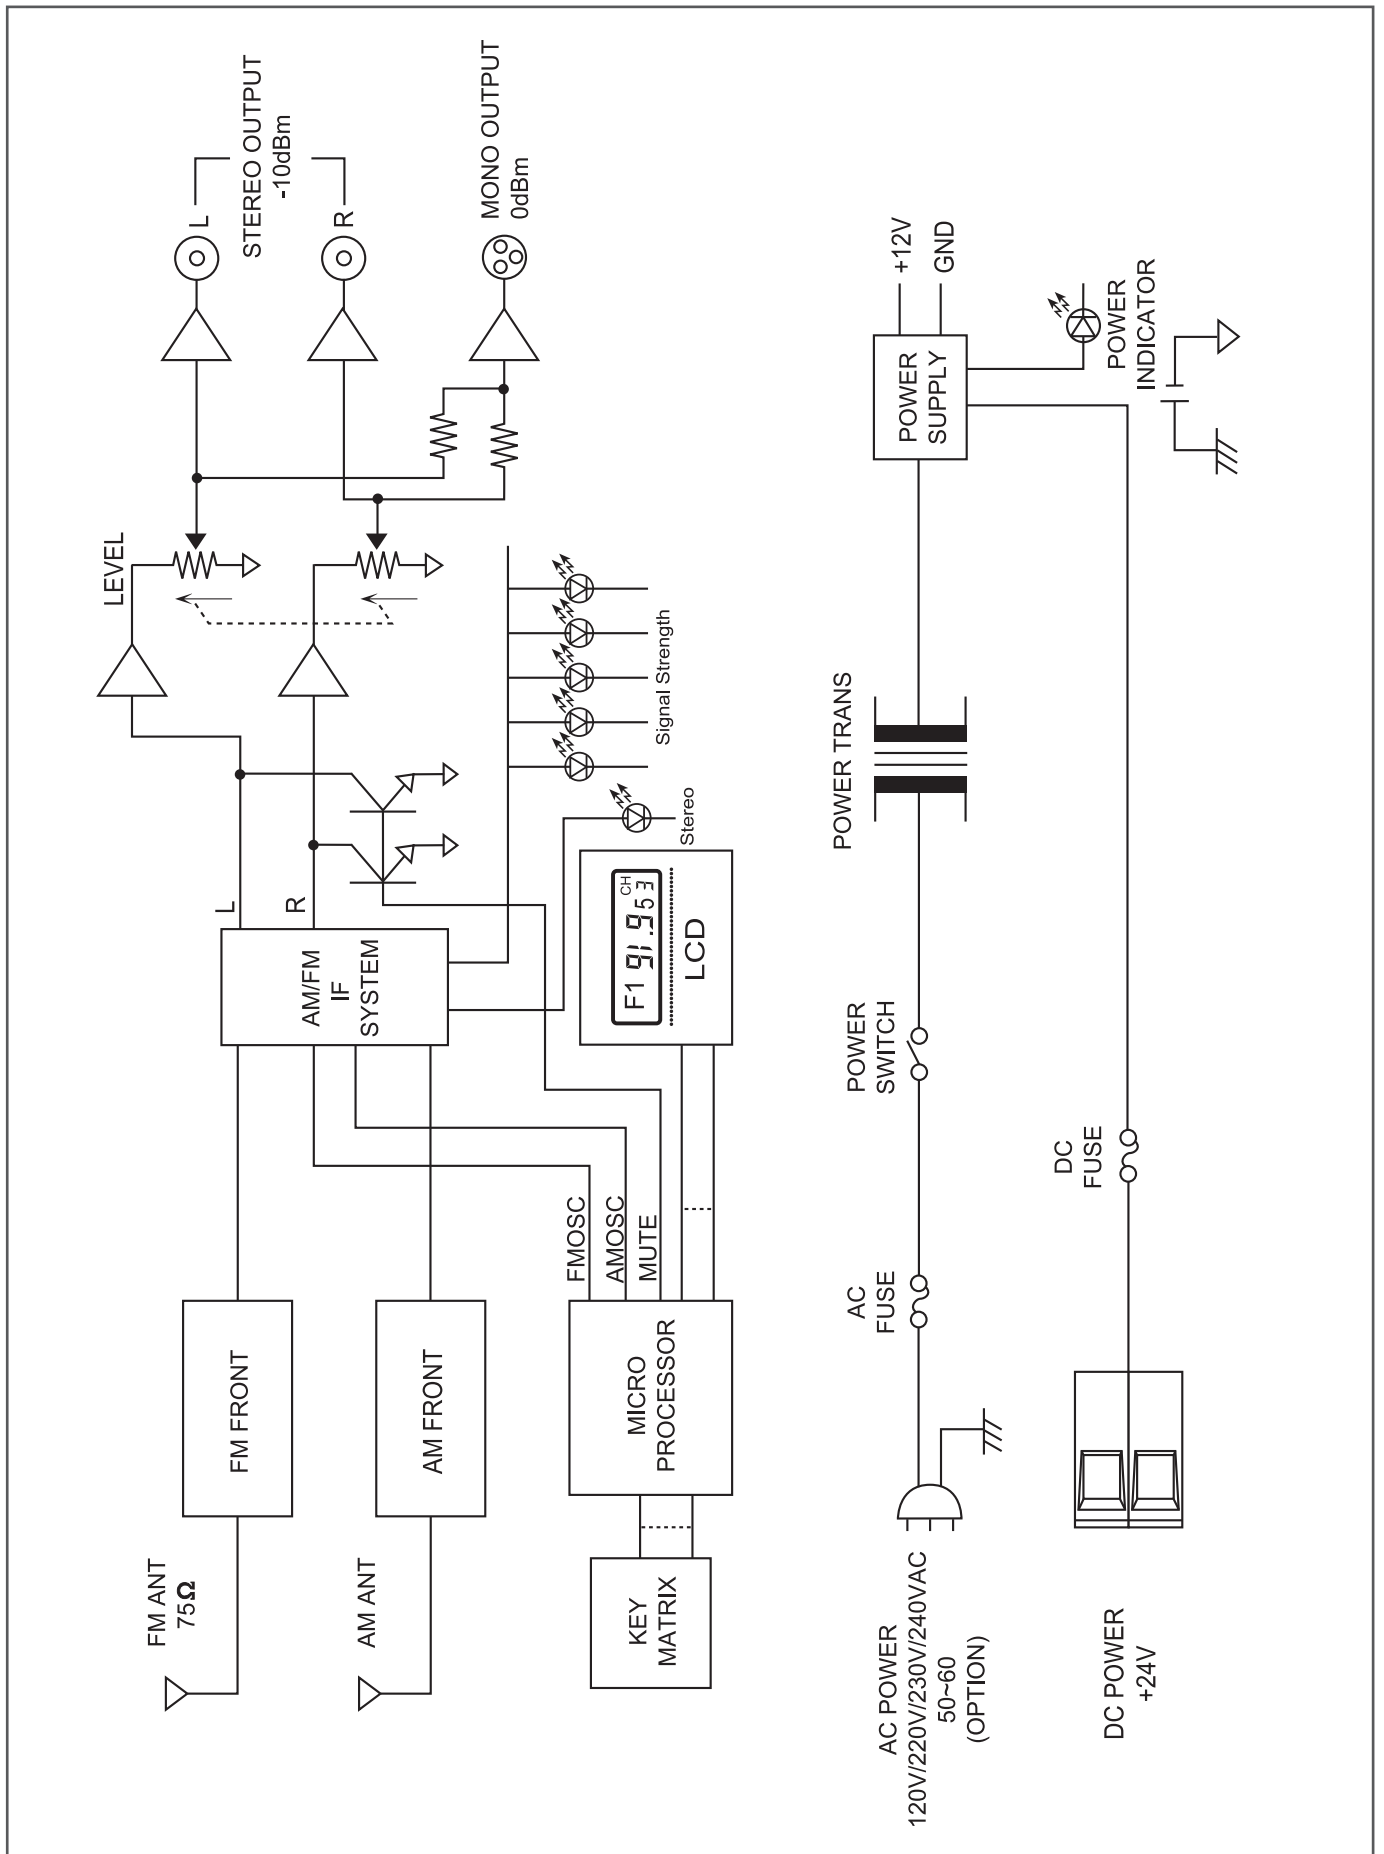 FM ANT
75Ω
FM FRONT
AM ANT
AM FRONT
AM/FM
IF
SYSTEM
L
R
LEVEL
L
R
STEREO OUTPUT
-10dBm
MONO OUTPUT
0dBm
Signal Strength
Stereo
F1 91.9 53
CH
LCD
FMOSC
AMOSC
MUTE
MICRO
PROCESSOR
KEY
MATRIX
AC POWER
120V/220V/230V/240VAC
50~60
(OPTION)
AC
FUSE
POWER
SWITCH
POWER TRANS
POWER
SUPPLY
+12V
GND
POWER
INDICATOR
DC POWER
+24V
DC
FUSE